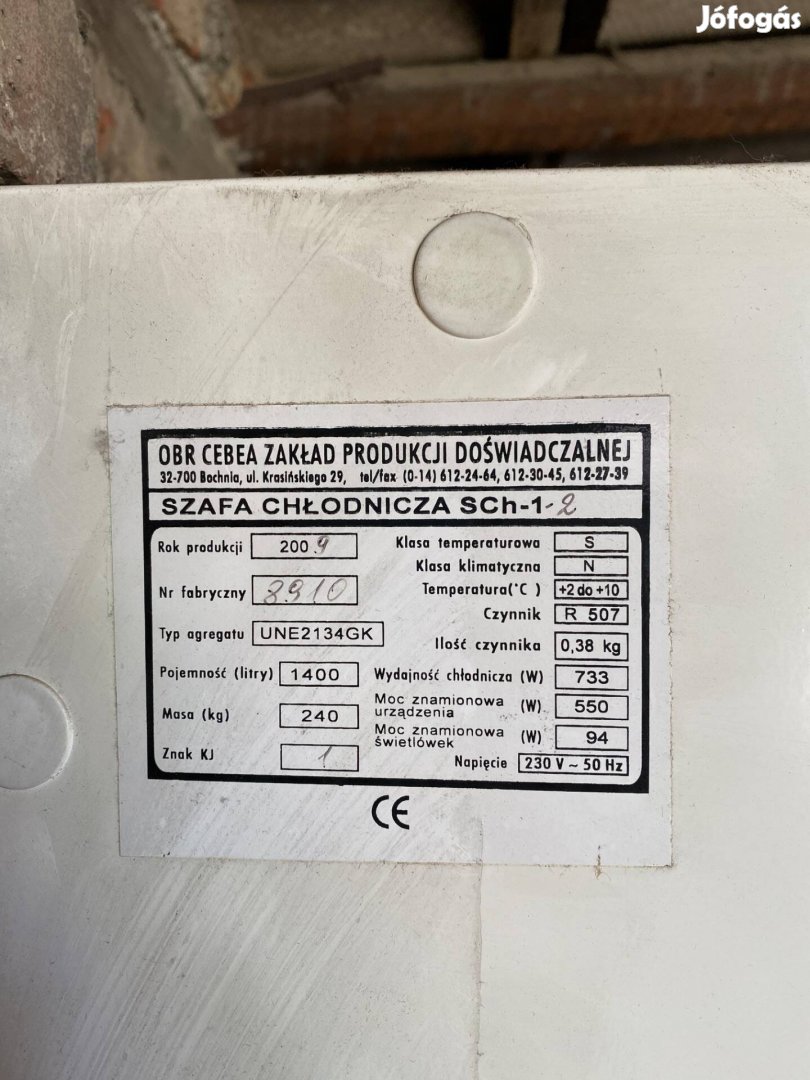 Jófogás
OBR CEBEA ZAKŁAD PRODUKCJI DOŚWIADCZALNEJ
32-700 Bochnia, ul. Krasińskiego 29, tel/fax (0-14) 612-24-64, 612-30-45, 612-27-39
SZAFA CHŁODNICZA SCh-1-2
Rok produkcji 2009
Nr fabryczny 8910
Typ agregatu UNE2134GK
Pojemność (litry) 1400
Masa (kg) 240
Znak KJ 1
Klasa temperaturowa S
Klasa klimatyczna N
Temperatura(°C ) +2 do +10
Czynnik R 507
Ilość czynnika 0,38 kg
Wydajność chłodnicza (W) 733
Moc znamionowa
urządzenia (W) 550
Moc znamionowa
świetlówek (W) 94
Napięcie 230 V ~ 50 Hz
CE